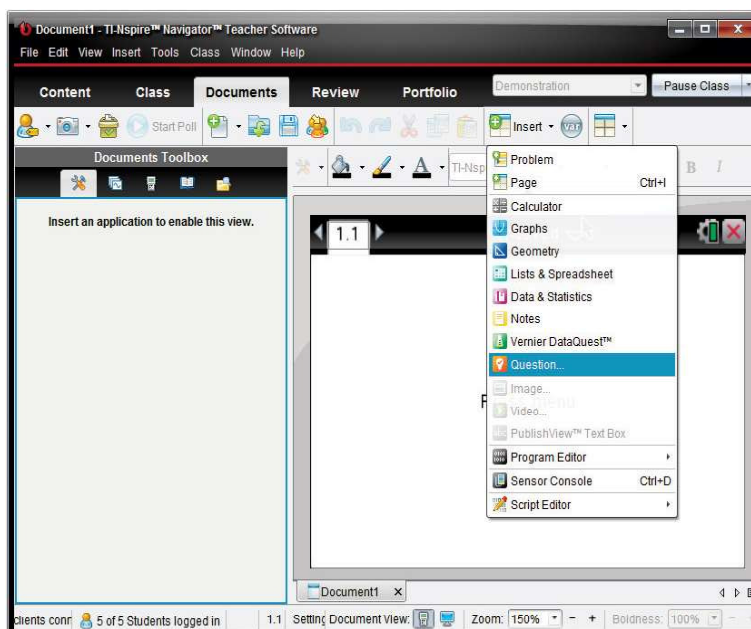 Document1 - TI-Nspire™ Navigator™ Teacher Software
File Edit View Insert Tools Class Window Help
Content Class Documents Review Portfolio Demonstration Pause Class
Start Poll Insert var
Documents Toolbox
A TI-Nsp B I
Insert an application to enable this view.
1.1
Problem
Page Ctrl+I
Calculator
Graphs
Geometry
Lists & Spreadsheet
Data & Statistics
Notes
Vernier DataQuest™
Question...
Image...
Video...
PublishView™ Text Box
Program Editor
Sensor Console Ctrl+D
Script Editor
Document1
5 of 5 Students logged in 1.1 Document View: Zoom: 150% - + Boldness: 100% -